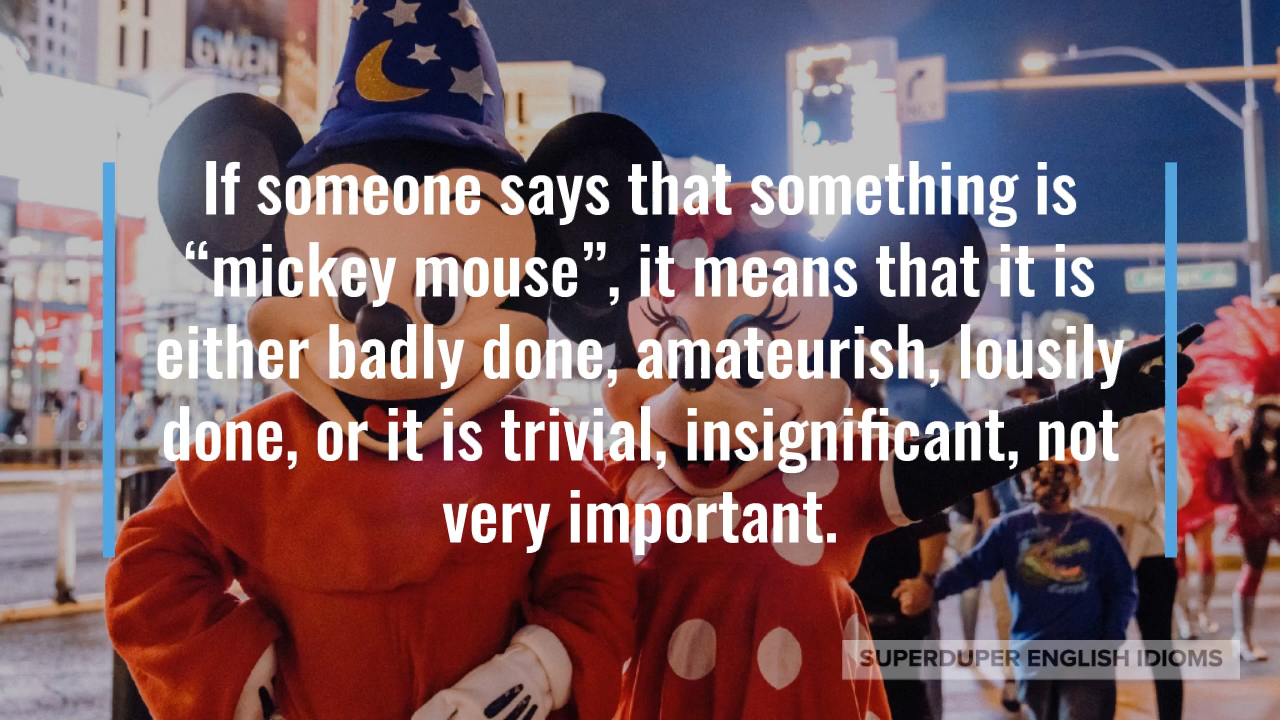 GWEN
If someone says that something is
“mickey mouse”, it means that it is
either badly done, amateurish, lousily
done, or it is trivial, insignificant, not
very important.
SUPERDUPER ENGLISH IDIOMS